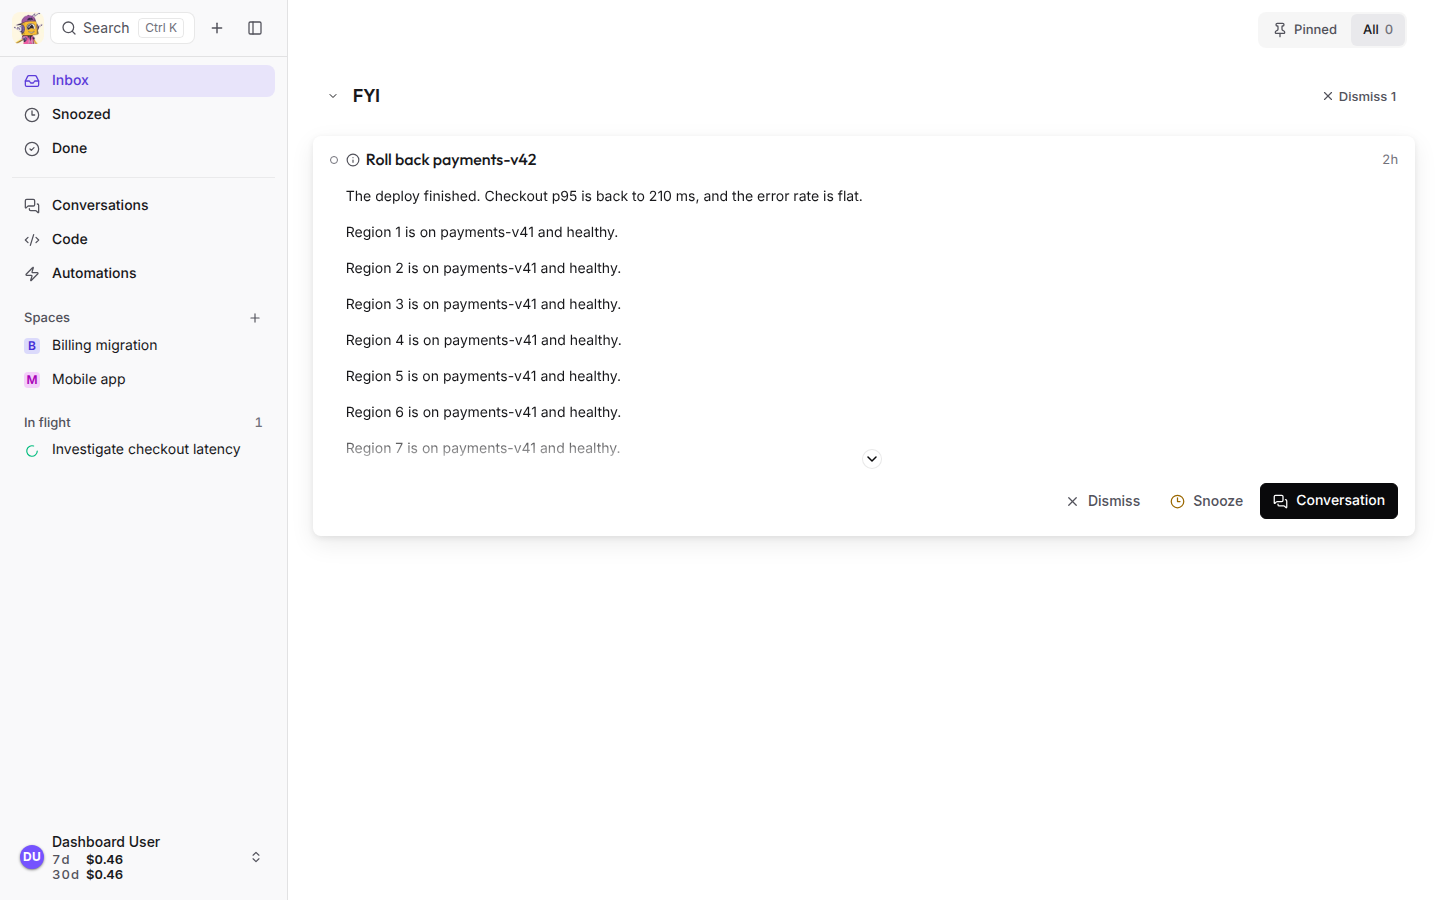 Search Ctrl K
Pinned
All 0
Inbox
Snoozed
Done
Conversations
Code
Automations
Spaces
B Billing migration
M Mobile app
In flight 1
Investigate checkout latency
FYI
Dismiss 1
Roll back payments-v42
2h
The deploy finished. Checkout p95 is back to 210 ms, and the error rate is flat.
Region 1 is on payments-v41 and healthy.
Region 2 is on payments-v41 and healthy.
Region 3 is on payments-v41 and healthy.
Region 4 is on payments-v41 and healthy.
Region 5 is on payments-v41 and healthy.
Region 6 is on payments-v41 and healthy.
Region 7 is on payments-v41 and healthy.
Dismiss
Snooze
Conversation
DU
Dashboard User
7d $0.46
30d $0.46